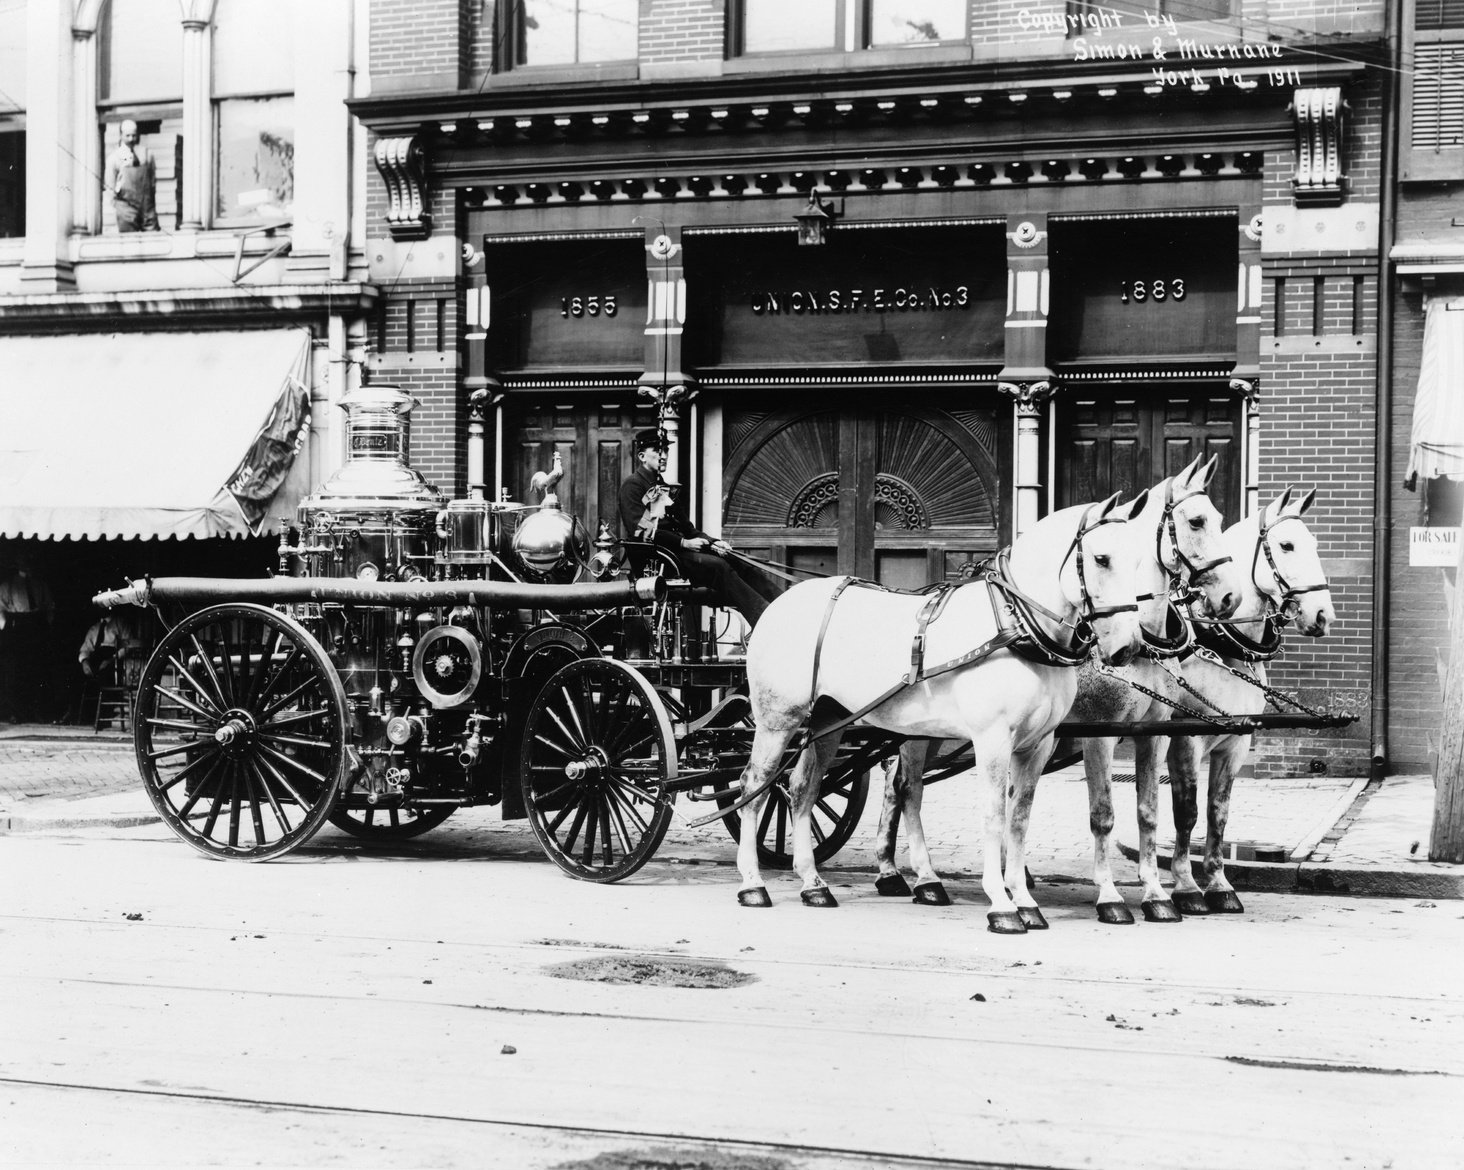 Copyright by
Simon & Murnane
York Pa. 1911
1855
UNION.S.F.E.Co.No.3
1883
UNION No 3
UNION
FOR SALE
1883